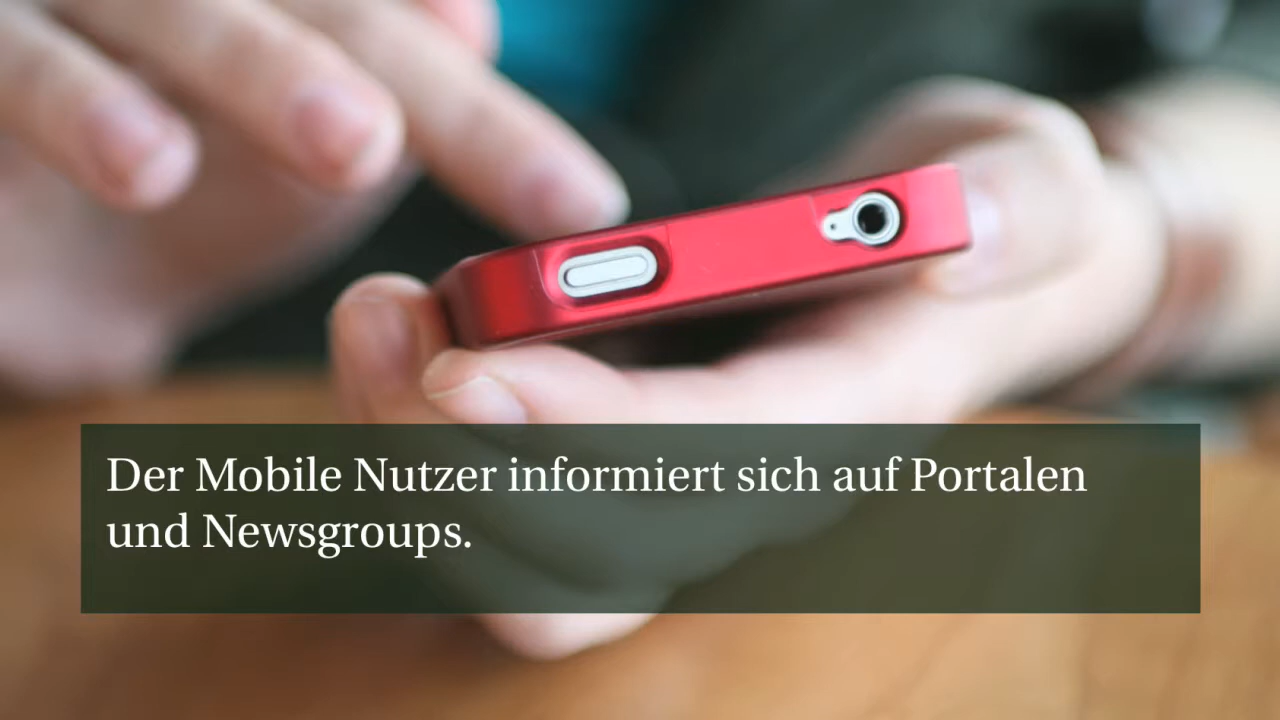 Der Mobile Nutzer informiert sich auf Portalen
und Newsgroups.